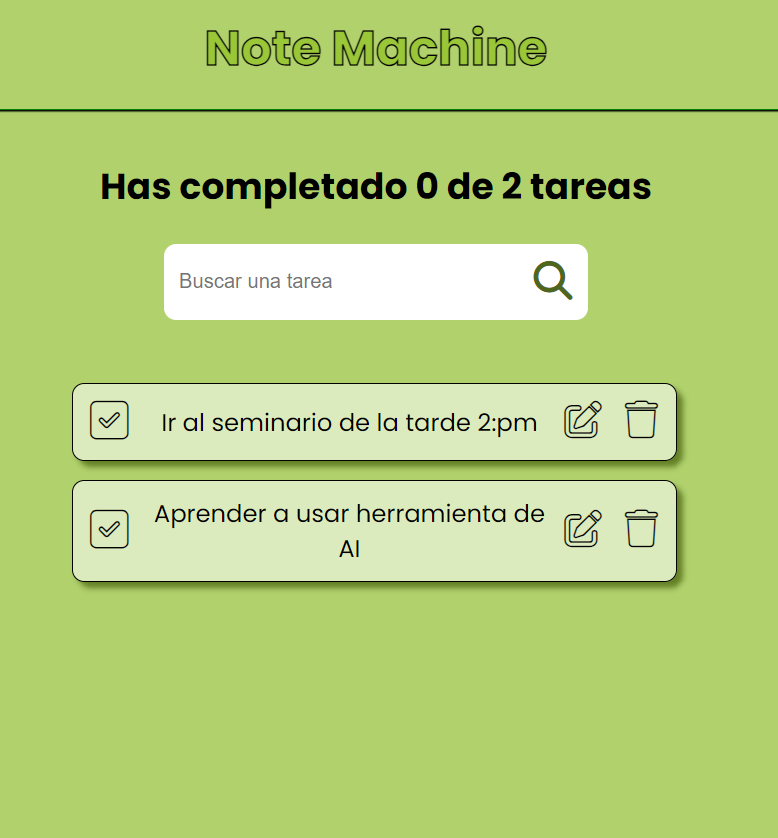 Note Machine
Has completado 0 de 2 tareas
Buscar una tarea
Ir al seminario de la tarde 2:pm
Aprender a usar herramienta de
AI